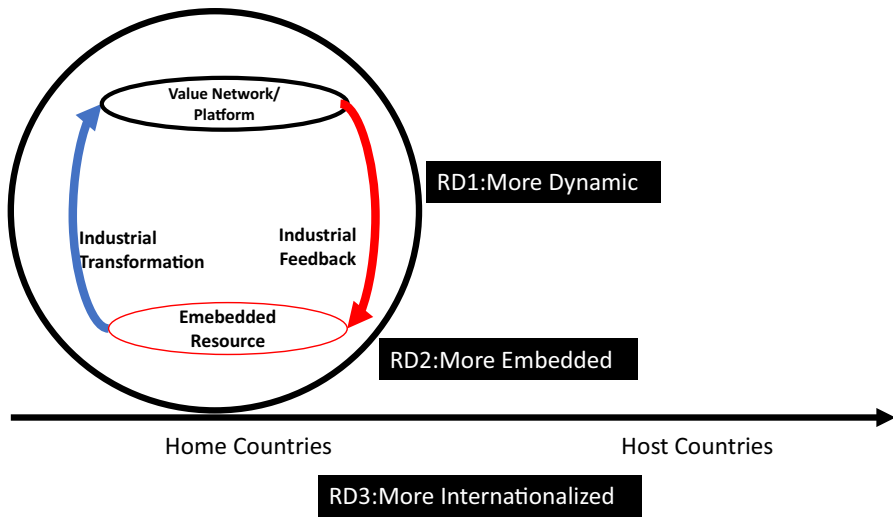 Value Network/
Platform
RD1:More Dynamic
Industrial
Transformation
Industrial
Feedback
Emebedded
Resource
RD2:More Embedded
Home Countries
Host Countries
RD3:More Internationalized